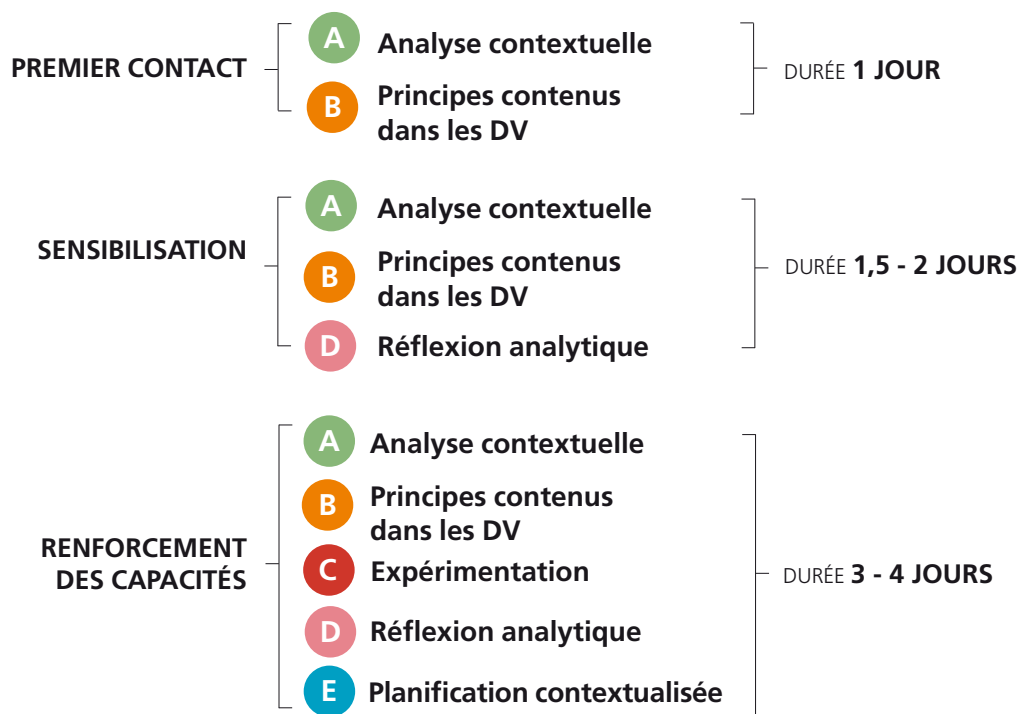 PREMIER CONTACT
A Analyse contextuelle
B Principes contenus
dans les DV
DURÉE 1 JOUR
SENSIBILISATION
A Analyse contextuelle
B Principes contenus
dans les DV
D Réflexion analytique
DURÉE 1,5 - 2 JOURS
RENFORCEMENT
DES CAPACITÉS
A Analyse contextuelle
B Principes contenus
dans les DV
C Expérimentation
D Réflexion analytique
E Planification contextualisée
DURÉE 3 - 4 JOURS